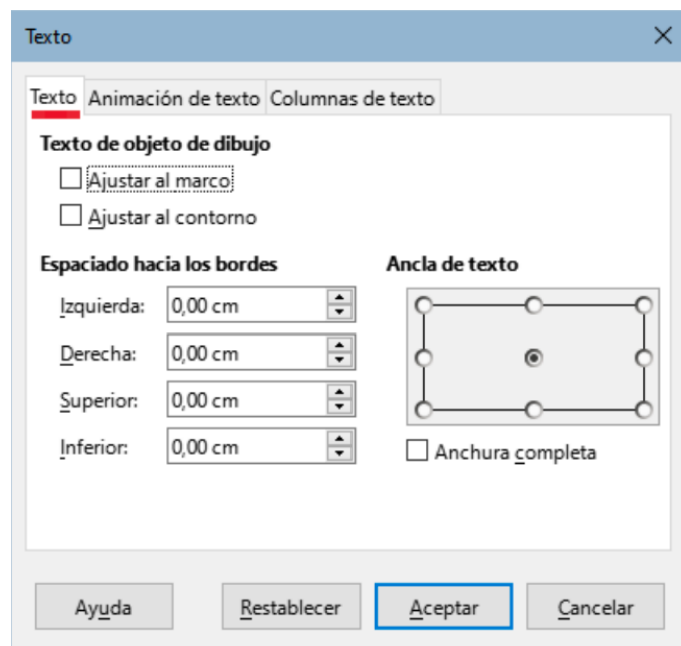 Texto
Texto Animación de texto Columnas de texto
Texto de objeto de dibujo
Ajustar al marco
Ajustar al contorno
Espaciado hacia los bordes Ancla de texto
Izquierda: 0,00 cm
Derecha: 0,00 cm
Superior: 0,00 cm
Inferior: 0,00 cm Anchura completa
Ayuda Restablecer Aceptar Cancelar